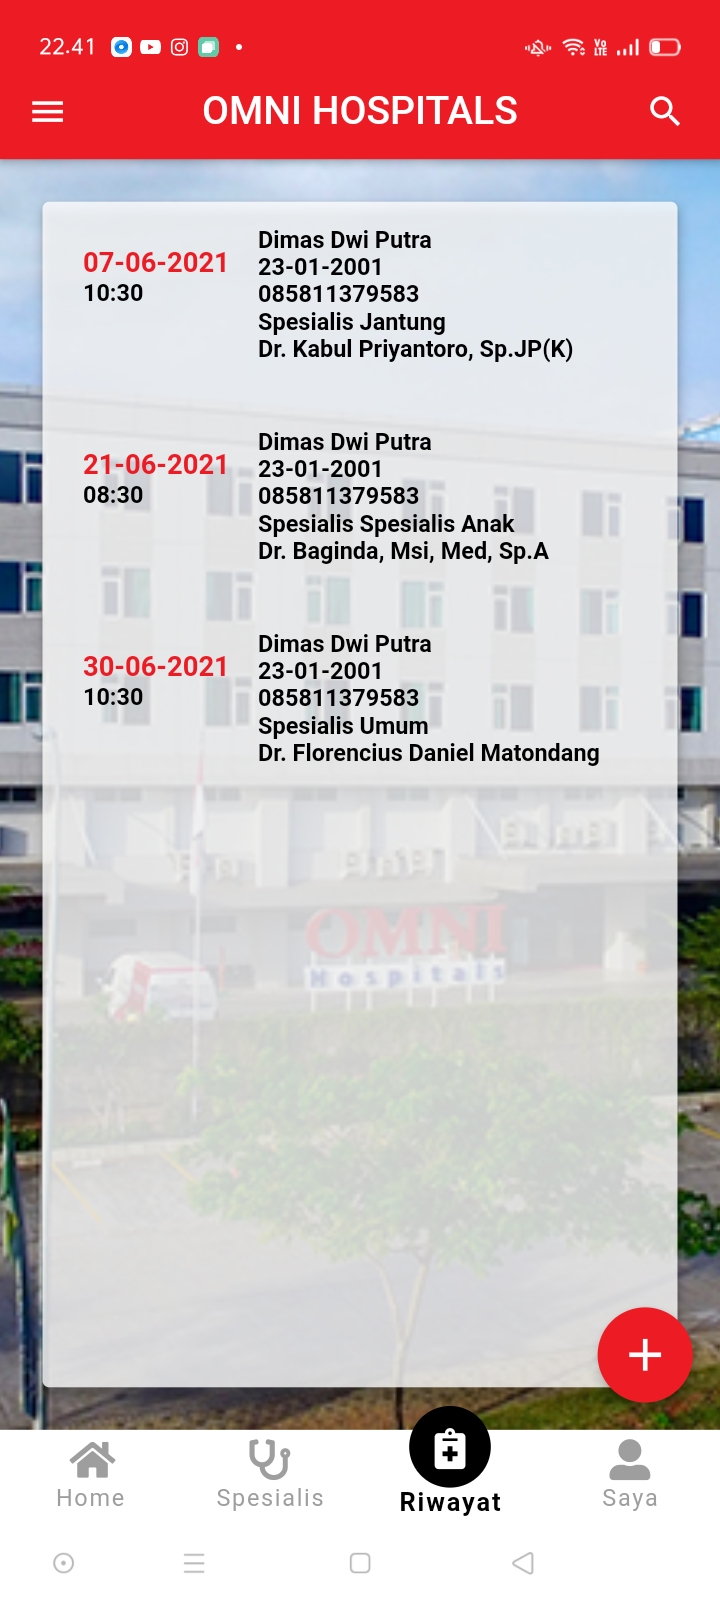 22.41
VoLTE
OMNI HOSPITALS
07-06-2021
10:30
Dimas Dwi Putra
23-01-2001
085811379583
Spesialis Jantung
Dr. Kabul Priyantoro, Sp.JP(K)
21-06-2021
08:30
Dimas Dwi Putra
23-01-2001
085811379583
Spesialis Spesialis Anak
Dr. Baginda, Msi, Med, Sp.A
30-06-2021
10:30
Dimas Dwi Putra
23-01-2001
085811379583
Spesialis Umum
Dr. Florencius Daniel Matondang
OMNI
Hospitals
Home
Spesialis
Riwayat
Saya